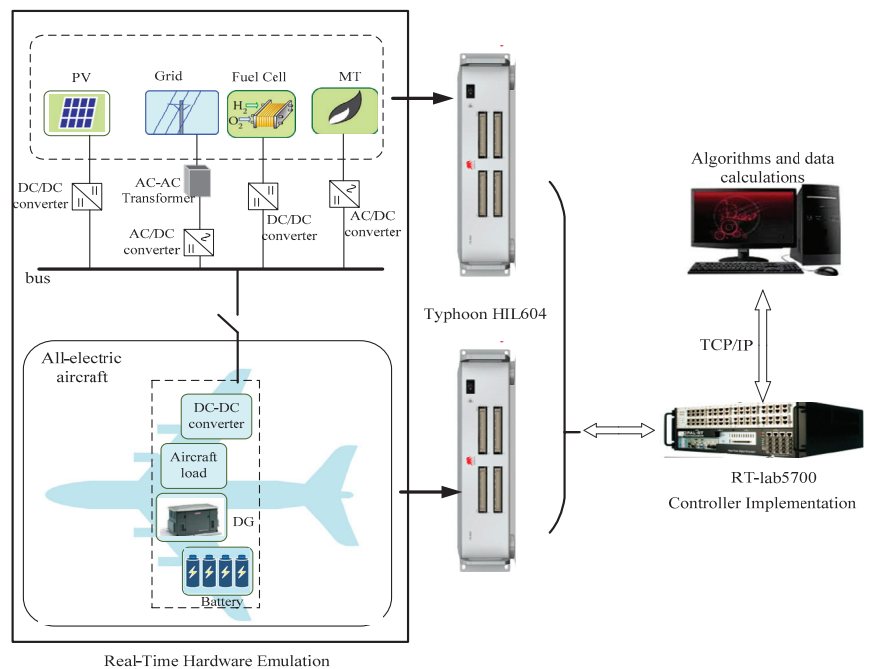 PV
Grid
Fuel Cell
MT
H2
O2
DC/DC
converter
AC-AC
Transformer
AC/DC
converter
DC/DC
converter
AC/DC
converter
bus
All-electric
aircraft
DC-DC
converter
Aircraft
load
DG
Battery
Real-Time Hardware Emulation
Typhoon HIL604
Algorithms and data
calculations
TCP/IP
RT-lab5700
Controller Implementation